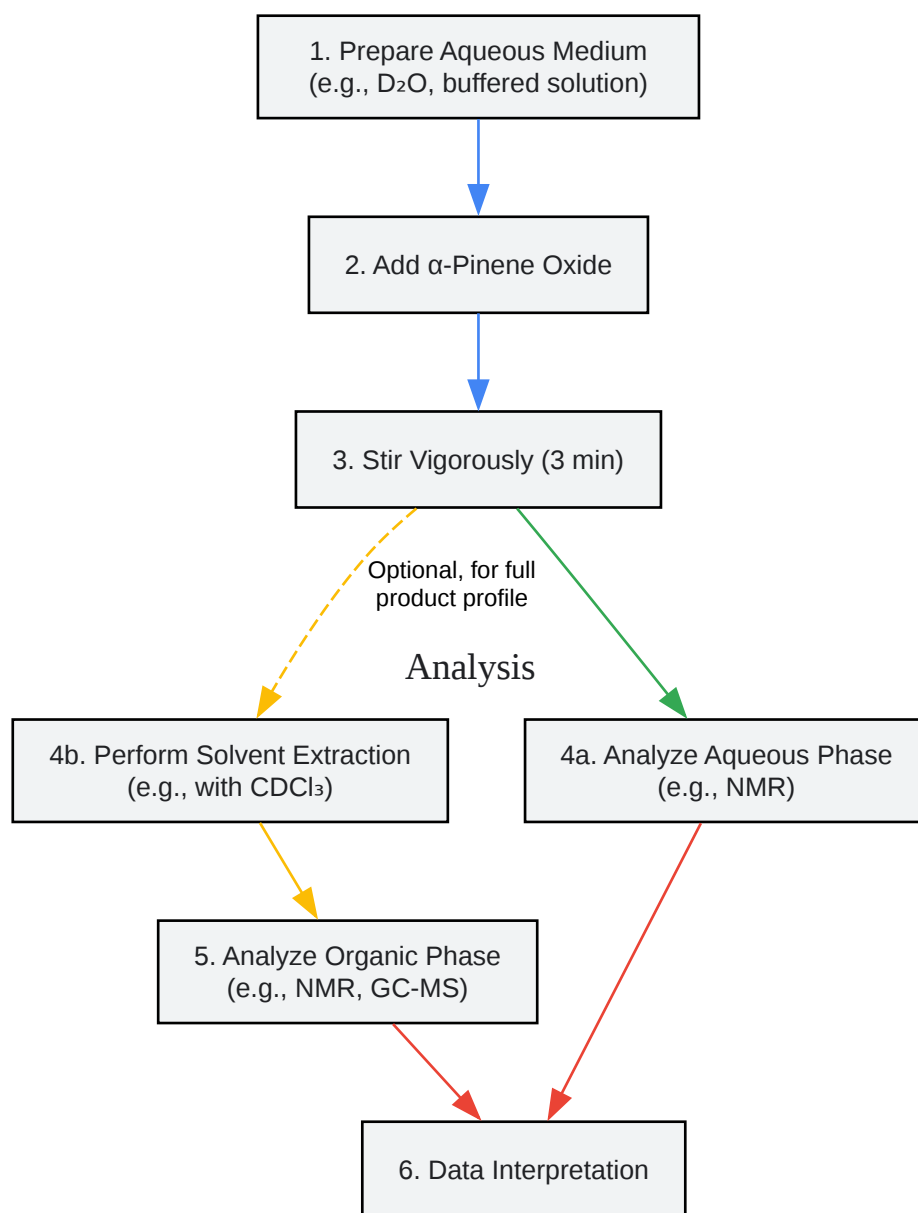 1. Prepare Aqueous Medium
(e.g., D₂O, buffered solution)
2. Add α-Pinene Oxide
3. Stir Vigorously (3 min)
Optional, for full
product profile
Analysis
4b. Perform Solvent Extraction
(e.g., with CDCl₃)
4a. Analyze Aqueous Phase
(e.g., NMR)
5. Analyze Organic Phase
(e.g., NMR, GC-MS)
6. Data Interpretation